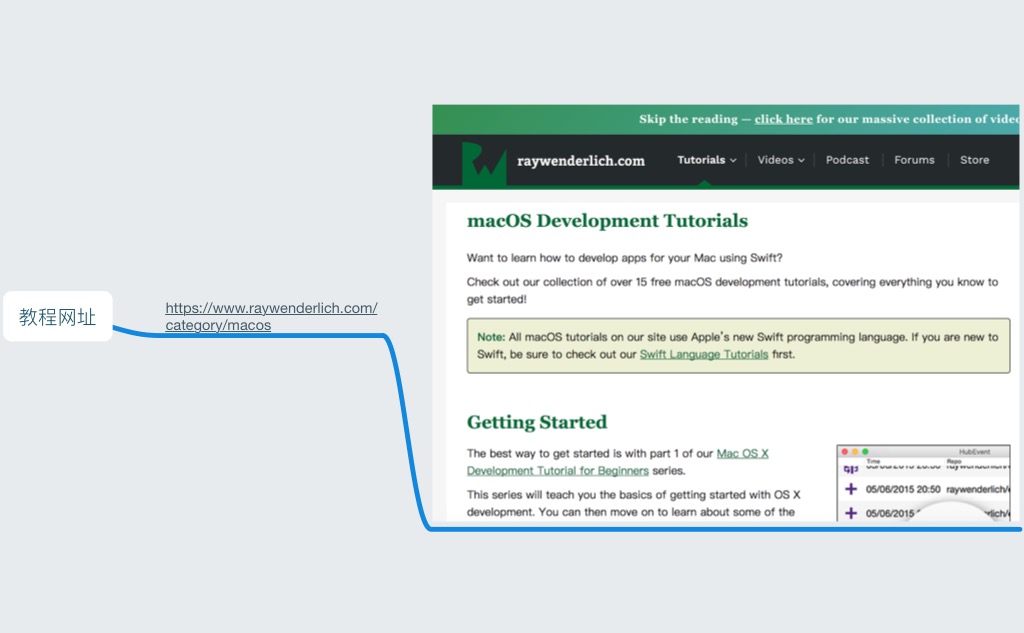 教程网址
https://www.raywenderlich.com/
category/macos
Skip the reading — click here for our massive collection of video
raywenderlich.com
Tutorials
Videos
Podcast
Forums
Store
macOS Development Tutorials
Want to learn how to develop apps for your Mac using Swift?
Check out our collection of over 15 free macOS development tutorials, covering everything you know to
get started!
Note: All macOS tutorials on our site use Apple's new Swift programming language. If you are new to
Swift, be sure to check out our Swift Language Tutorials first.
Getting Started
The best way to get started is with part 1 of our Mac OS X
Development Tutorial for Beginners series.
This series will teach you the basics of getting started with OS X
development. You can then move on to learn about some of the
HubEvent
Time Repo
05/06/2015 20:50 raywenderlich/
05/06/2015